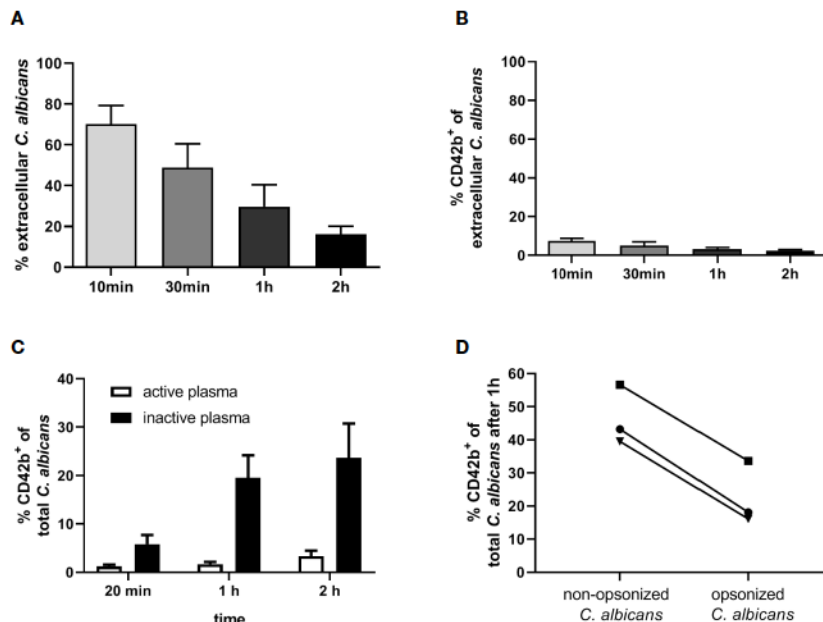 A
% extracellular C. albicans
100
80
60
40
20
0
10min 30min 1h 2h
B
% CD42b+ of
extracellular C. albicans
100
80
60
40
20
0
10min 30min 1h 2h
C
% CD42b+ of
total C. albicans
40
30
20
10
0
active plasma
inactive plasma
20 min 1 h 2 h
time
D
% CD42b+ of
total C. albicans after 1h
60
50
40
30
20
10
0
non-opsonized opsonized
C. albicans C. albicans